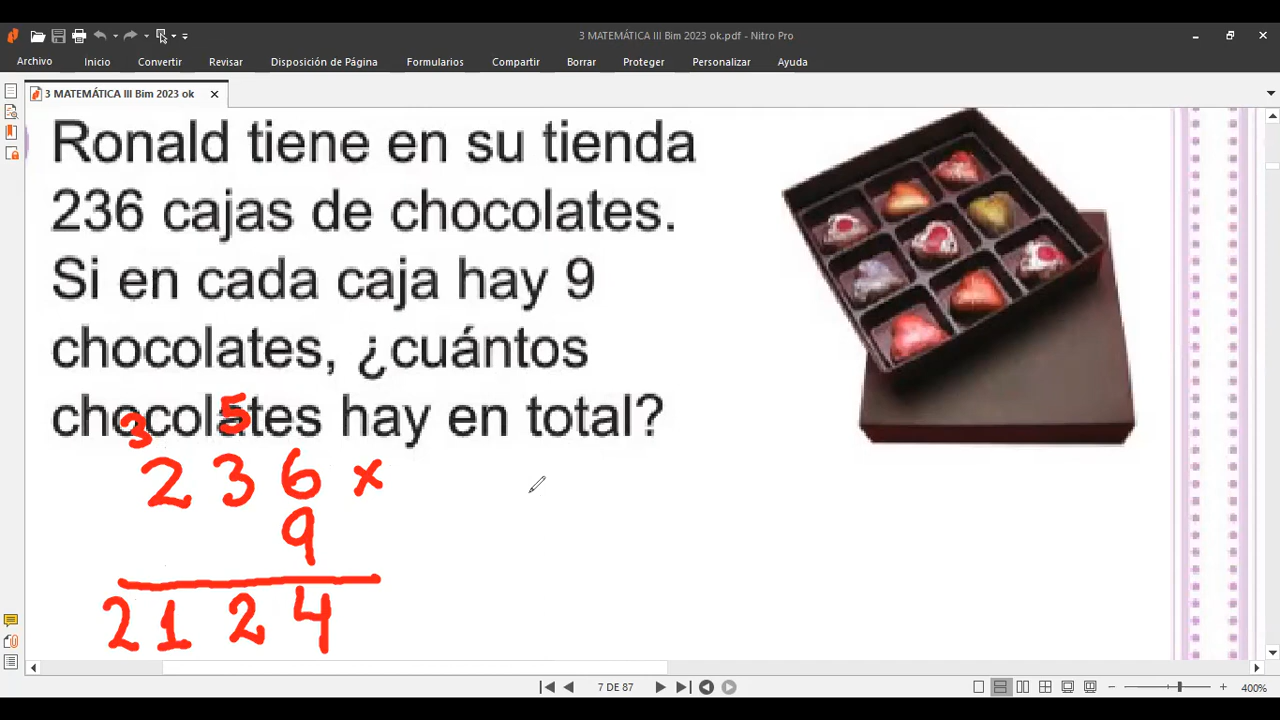 3 MATEMÁTICA III Bim 2023 ok.pdf - Nitro Pro
Archivo Inicio Convertir Revisar Disposición de Página Formularios Compartir Borrar Proteger Personalizar Ayuda
3 MATEMÁTICA III Bim 2023 ok
Ronald tiene en su tienda
236 cajas de chocolates.
Si en cada caja hay 9
chocolates, ¿cuántos
chocolates hay en total?
3 5
2 3 6 x
9
2 1 2 4
7 DE 87
400%